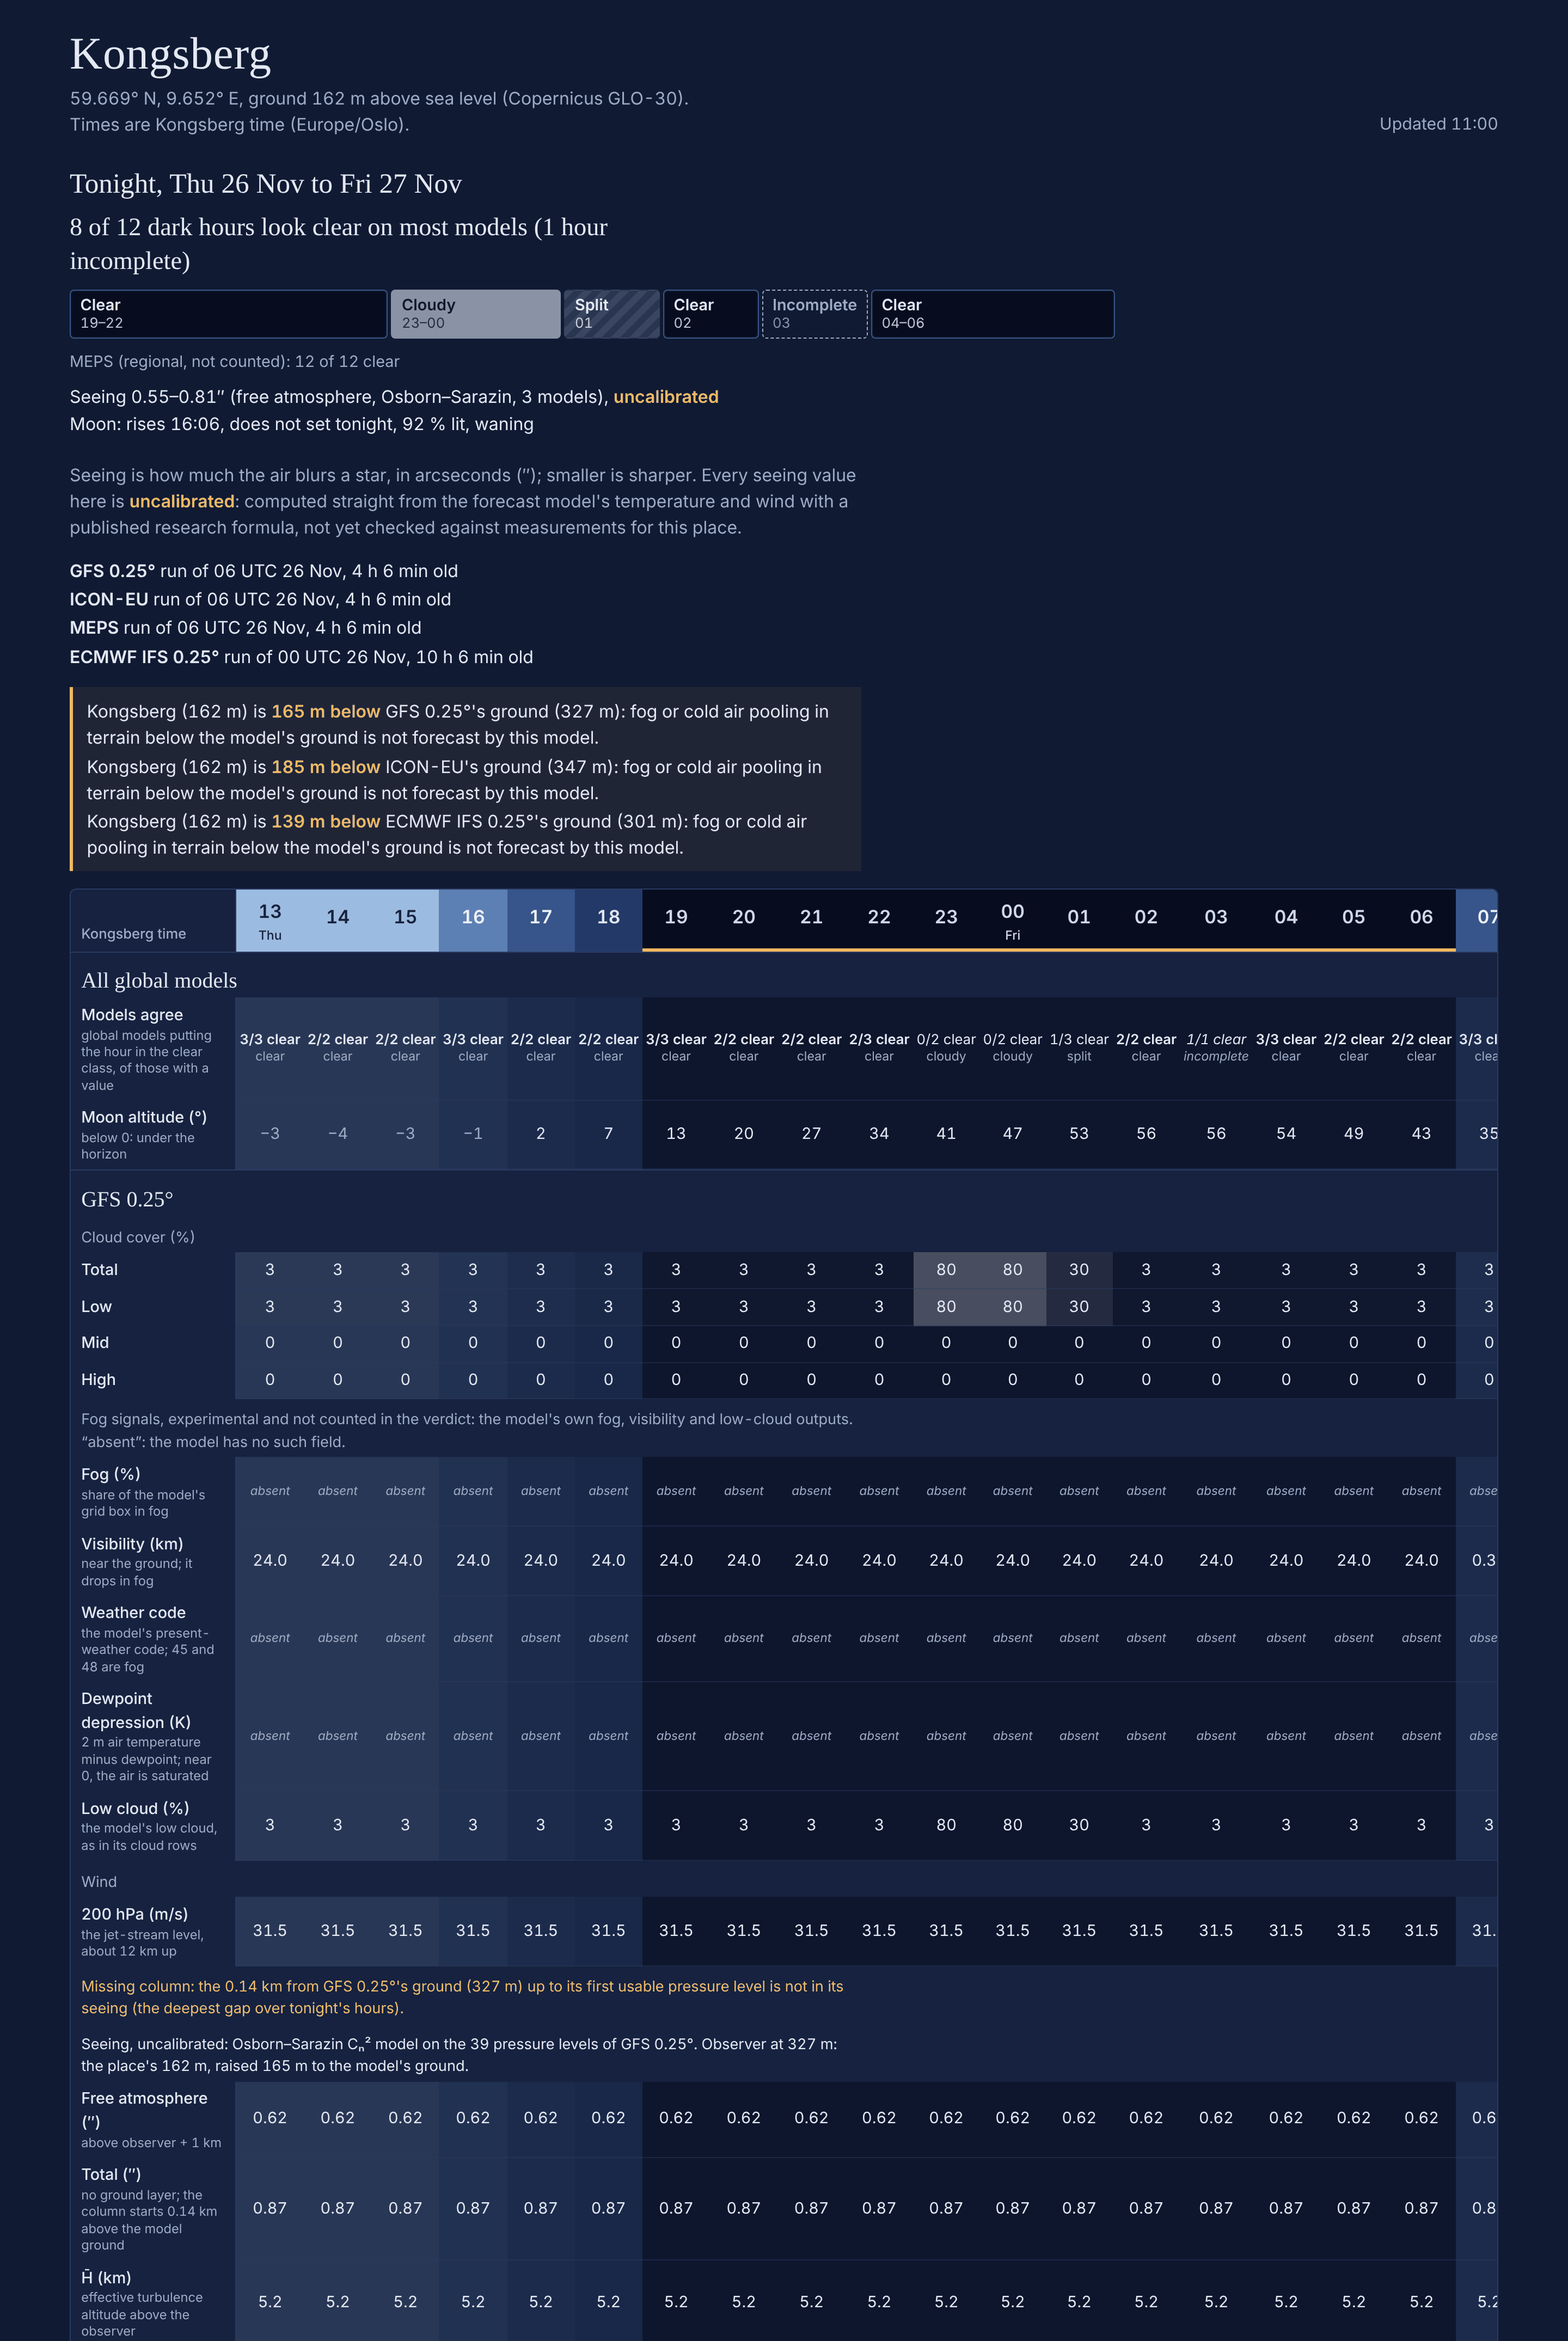 Kongsberg
59.669° N, 9.652° E, ground 162 m above sea level (Copernicus GLO-30).
Times are Kongsberg time (Europe/Oslo).
Updated 11:00
Tonight, Thu 26 Nov to Fri 27 Nov
8 of 12 dark hours look clear on most models (1 hour
incomplete)
Clear Cloudy Split Clear Incomplete Clear
19–22 23–00 01 02 03 04–06
MEPS (regional, not counted): 12 of 12 clear
Seeing 0.55–0.81″ (free atmosphere, Osborn–Sarazin, 3 models), uncalibrated
Moon: rises 16:06, does not set tonight, 92 % lit, waning
Seeing is how much the air blurs a star, in arcseconds (″); smaller is sharper. Every seeing value
here is uncalibrated: computed straight from the forecast model's temperature and wind with a
published research formula, not yet checked against measurements for this place.
GFS 0.25° run of 06 UTC 26 Nov, 4 h 6 min old
ICON-EU run of 06 UTC 26 Nov, 4 h 6 min old
MEPS run of 06 UTC 26 Nov, 4 h 6 min old
ECMWF IFS 0.25° run of 00 UTC 26 Nov, 10 h 6 min old
Kongsberg (162 m) is 165 m below GFS 0.25°'s ground (327 m): fog or cold air pooling in
terrain below the model's ground is not forecast by this model.
Kongsberg (162 m) is 185 m below ICON-EU's ground (347 m): fog or cold air pooling in
terrain below the model's ground is not forecast by this model.
Kongsberg (162 m) is 139 m below ECMWF IFS 0.25°'s ground (301 m): fog or cold air
pooling in terrain below the model's ground is not forecast by this model.
Kongsberg time 13 14 15 16 17 18 19 20 21 22 23 00 01 02 03 04 05 06 07
Thu Fri
All global models
Models agree
global models putting
the hour in the clear
class, of those with a
value
3/3 clear 2/2 clear 2/2 clear 3/3 clear 2/2 clear 2/2 clear 3/3 clear 2/2 clear 2/2 clear 2/3 clear 0/2 clear 0/2 clear 1/3 clear 2/2 clear 1/1 clear 3/3 clear 2/2 clear 2/2 clear 3/3 cl
clear clear clear clear clear clear clear clear clear clear cloudy cloudy split clear incomplete clear clear clear clea
Moon altitude (°)
below 0: under the
horizon
−3 −4 −3 −1 2 7 13 20 27 34 41 47 53 56 56 54 49 43 35
GFS 0.25°
Cloud cover (%)
Total 3 3 3 3 3 3 3 3 3 3 80 80 30 3 3 3 3 3 3
Low 3 3 3 3 3 3 3 3 3 3 80 80 30 3 3 3 3 3 3
Mid 0 0 0 0 0 0 0 0 0 0 0 0 0 0 0 0 0 0 0
High 0 0 0 0 0 0 0 0 0 0 0 0 0 0 0 0 0 0 0
Fog signals, experimental and not counted in the verdict: the model's own fog, visibility and low-cloud outputs.
“absent”: the model has no such field.
Fog (%)
share of the model's
grid box in fog
absent absent absent absent absent absent absent absent absent absent absent absent absent absent absent absent absent absent abse
Visibility (km)
near the ground; it
drops in fog
24.0 24.0 24.0 24.0 24.0 24.0 24.0 24.0 24.0 24.0 24.0 24.0 24.0 24.0 24.0 24.0 24.0 24.0 0.3
Weather code
the model's present-
weather code; 45 and
48 are fog
absent absent absent absent absent absent absent absent absent absent absent absent absent absent absent absent absent absent abse
Dewpoint
depression (K)
2 m air temperature
minus dewpoint; near
0, the air is saturated
absent absent absent absent absent absent absent absent absent absent absent absent absent absent absent absent absent absent abse
Low cloud (%)
the model's low cloud,
as in its cloud rows
3 3 3 3 3 3 3 3 3 3 80 80 30 3 3 3 3 3 3
Wind
200 hPa (m/s)
the jet-stream level,
about 12 km up
31.5 31.5 31.5 31.5 31.5 31.5 31.5 31.5 31.5 31.5 31.5 31.5 31.5 31.5 31.5 31.5 31.5 31.5 31.
Missing column: the 0.14 km from GFS 0.25°'s ground (327 m) up to its first usable pressure level is not in its
seeing (the deepest gap over tonight's hours).
Seeing, uncalibrated: Osborn–Sarazin Cₙ² model on the 39 pressure levels of GFS 0.25°. Observer at 327 m:
the place's 162 m, raised 165 m to the model's ground.
Free atmosphere
(″)
above observer + 1 km
0.62 0.62 0.62 0.62 0.62 0.62 0.62 0.62 0.62 0.62 0.62 0.62 0.62 0.62 0.62 0.62 0.62 0.62 0.6
Total (″)
no ground layer; the
column starts 0.14 km
above the model
ground
0.87 0.87 0.87 0.87 0.87 0.87 0.87 0.87 0.87 0.87 0.87 0.87 0.87 0.87 0.87 0.87 0.87 0.87 0.8
H̄ (km)
effective turbulence
altitude above the
observer
5.2 5.2 5.2 5.2 5.2 5.2 5.2 5.2 5.2 5.2 5.2 5.2 5.2 5.2 5.2 5.2 5.2 5.2 5.2